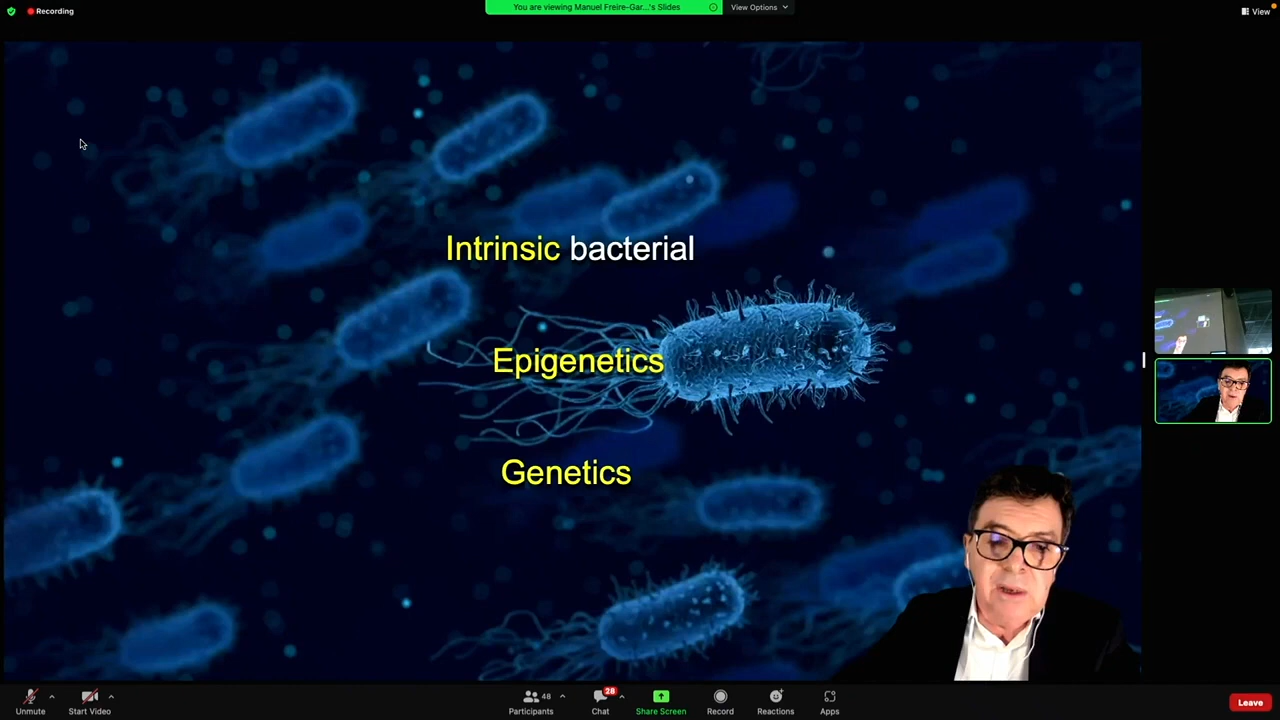 Recording
You are viewing Manuel Freire-Gar...'s Slides
View Options
View
Intrinsic bacterial
Epigenetics
Genetics
Unmute
Start Video
48
Participants
28
Chat
Share Screen
Record
Reactions
Apps
Leave